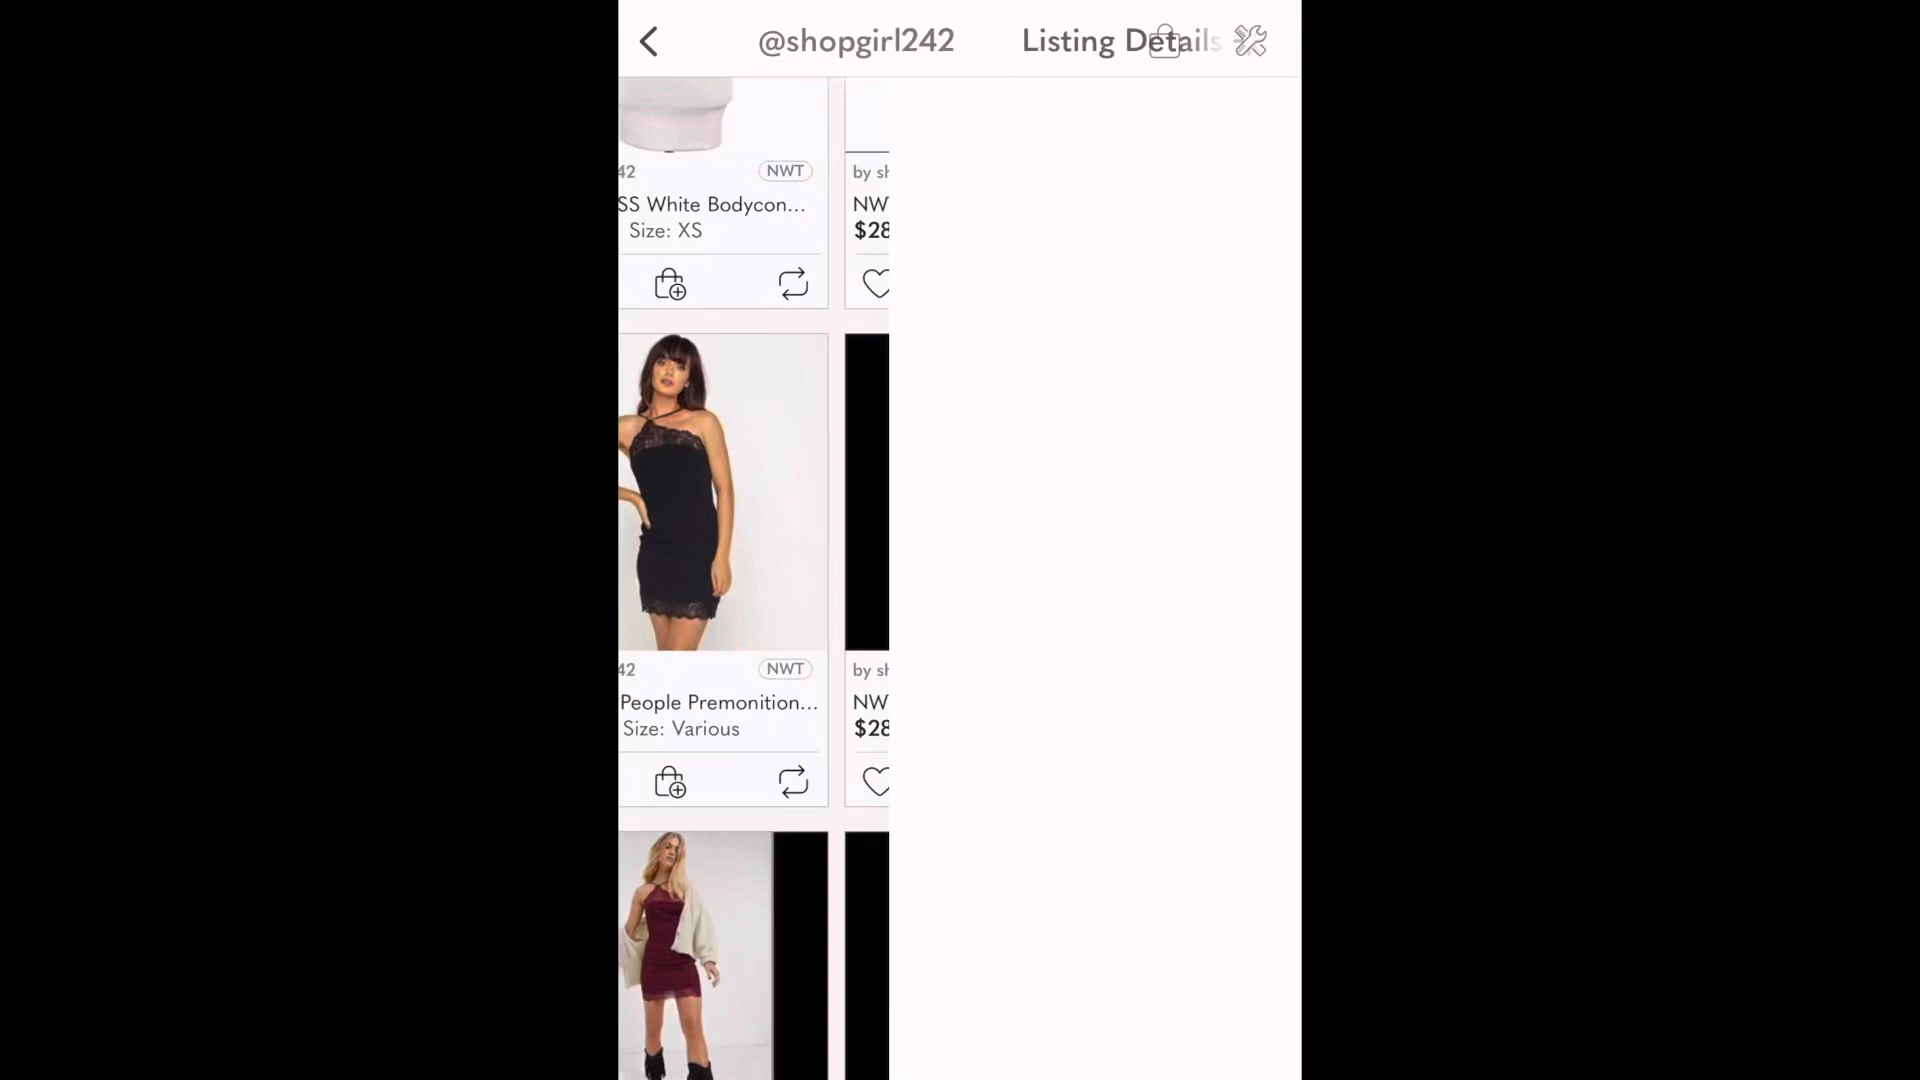 @shopgirl242
Listing Details
42
NWT
SS White Bodycon...
Size: XS
by sh
NW
$28
42
NWT
People Premonition...
Size: Various
by sh
NW
$28